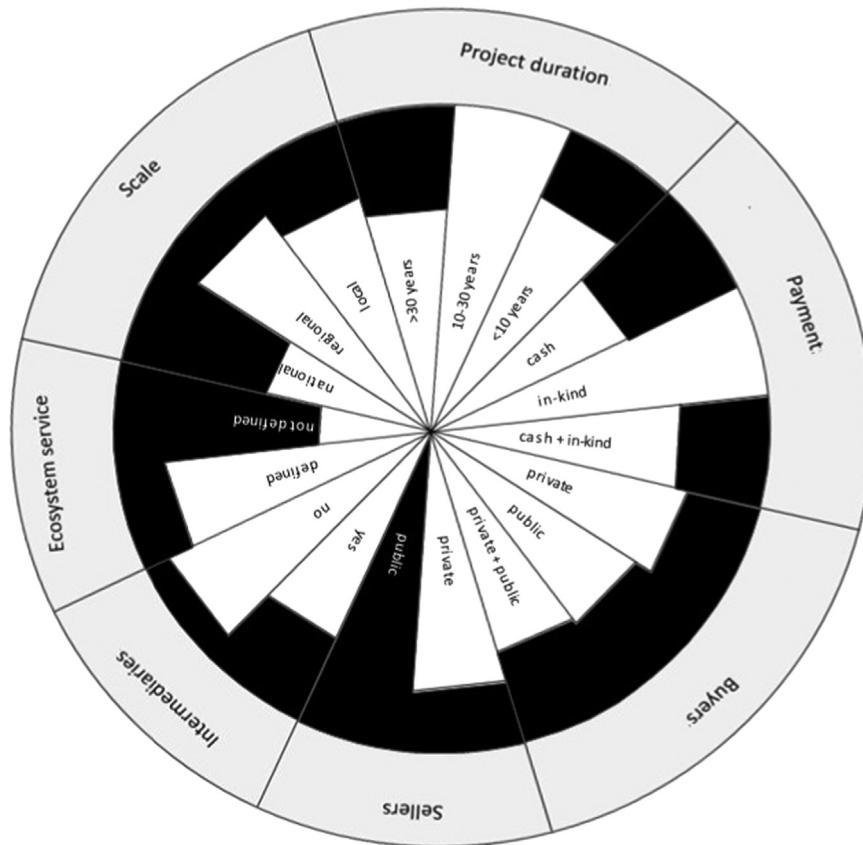 Project duration
Payment
Buyers
Sellers
Intermediaries
Ecosystem service
Scale
>30 years
10-30 years
<10 years
cash
in-kind
cash + in-kind
private
public
private + public
private
public
yes
no
defined
not defined
national
regional
local